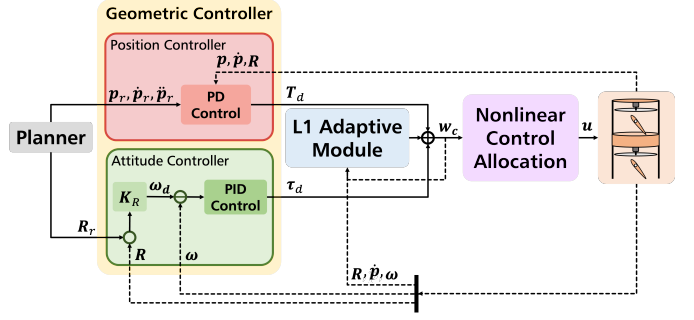 Geometric Controller
Position Controller
p, ṗ, R
p_r, ṗ_r, p̈_r
PD
Control
T_d
Planner
L1 Adaptive
Module
w_c
Nonlinear
Control
Allocation
u
Attitude Controller
K_R
ω_d
PID
Control
τ_d
R_r
R
ω
R, ṗ, ω